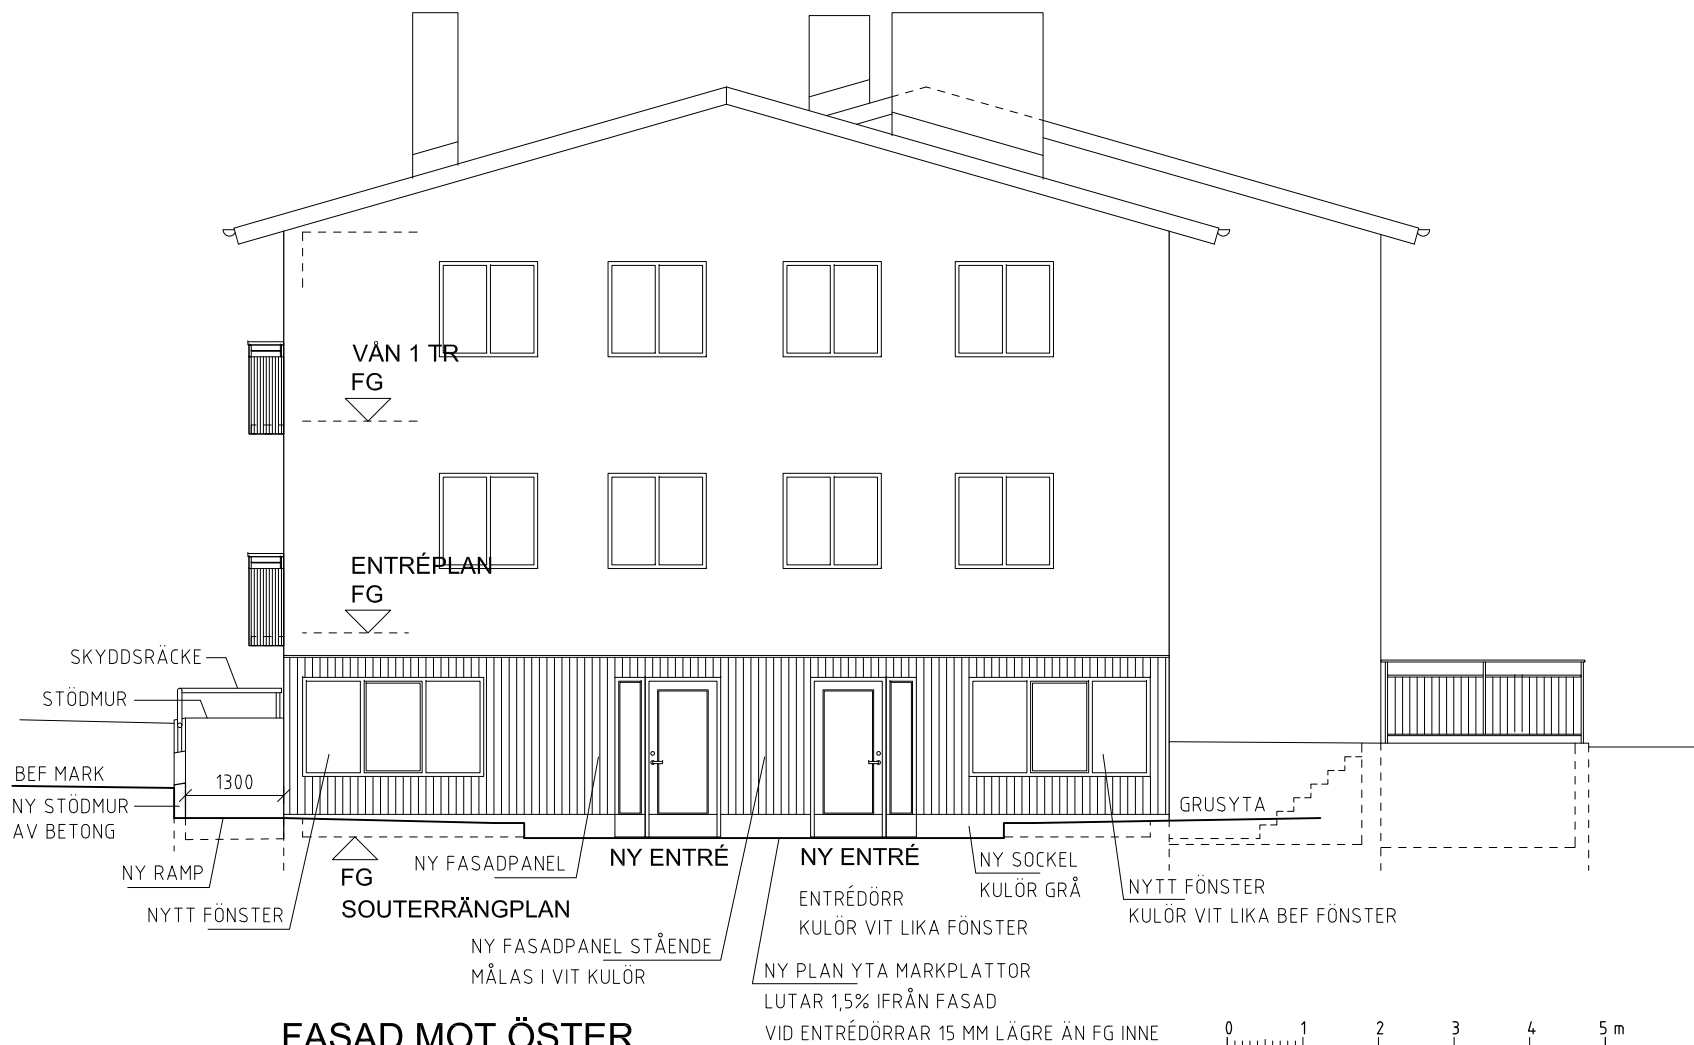 VÅN 1 TR
FG
ENTRÉPLAN
FG
SKYDDSRÄCKE
STÖDMUR
BEF MARK
1300
NY STÖDMUR
AV BETONG
GRUSYTA
NY RAMP
NYTT FÖNSTER
FG
SOUTERRÄNGPLAN
NY FASADPANEL
NY ENTRÉ
NY ENTRÉ
NY SOCKEL
KULÖR GRÅ
ENTRÉDÖRR
KULÖR VIT LIKA FÖNSTER
NYTT FÖNSTER
KULÖR VIT LIKA BEF FÖNSTER
NY FASADPANEL STÅENDE
MÅLAS I VIT KULÖR
NY PLAN YTA MARKPLATTOR
LUTAR 1,5% IFRÅN FASAD
VID ENTRÉDÖRRAR 15 MM LÄGRE ÄN FG INNE
FASAD MOT ÖSTER
0 1 2 3 4 5 m